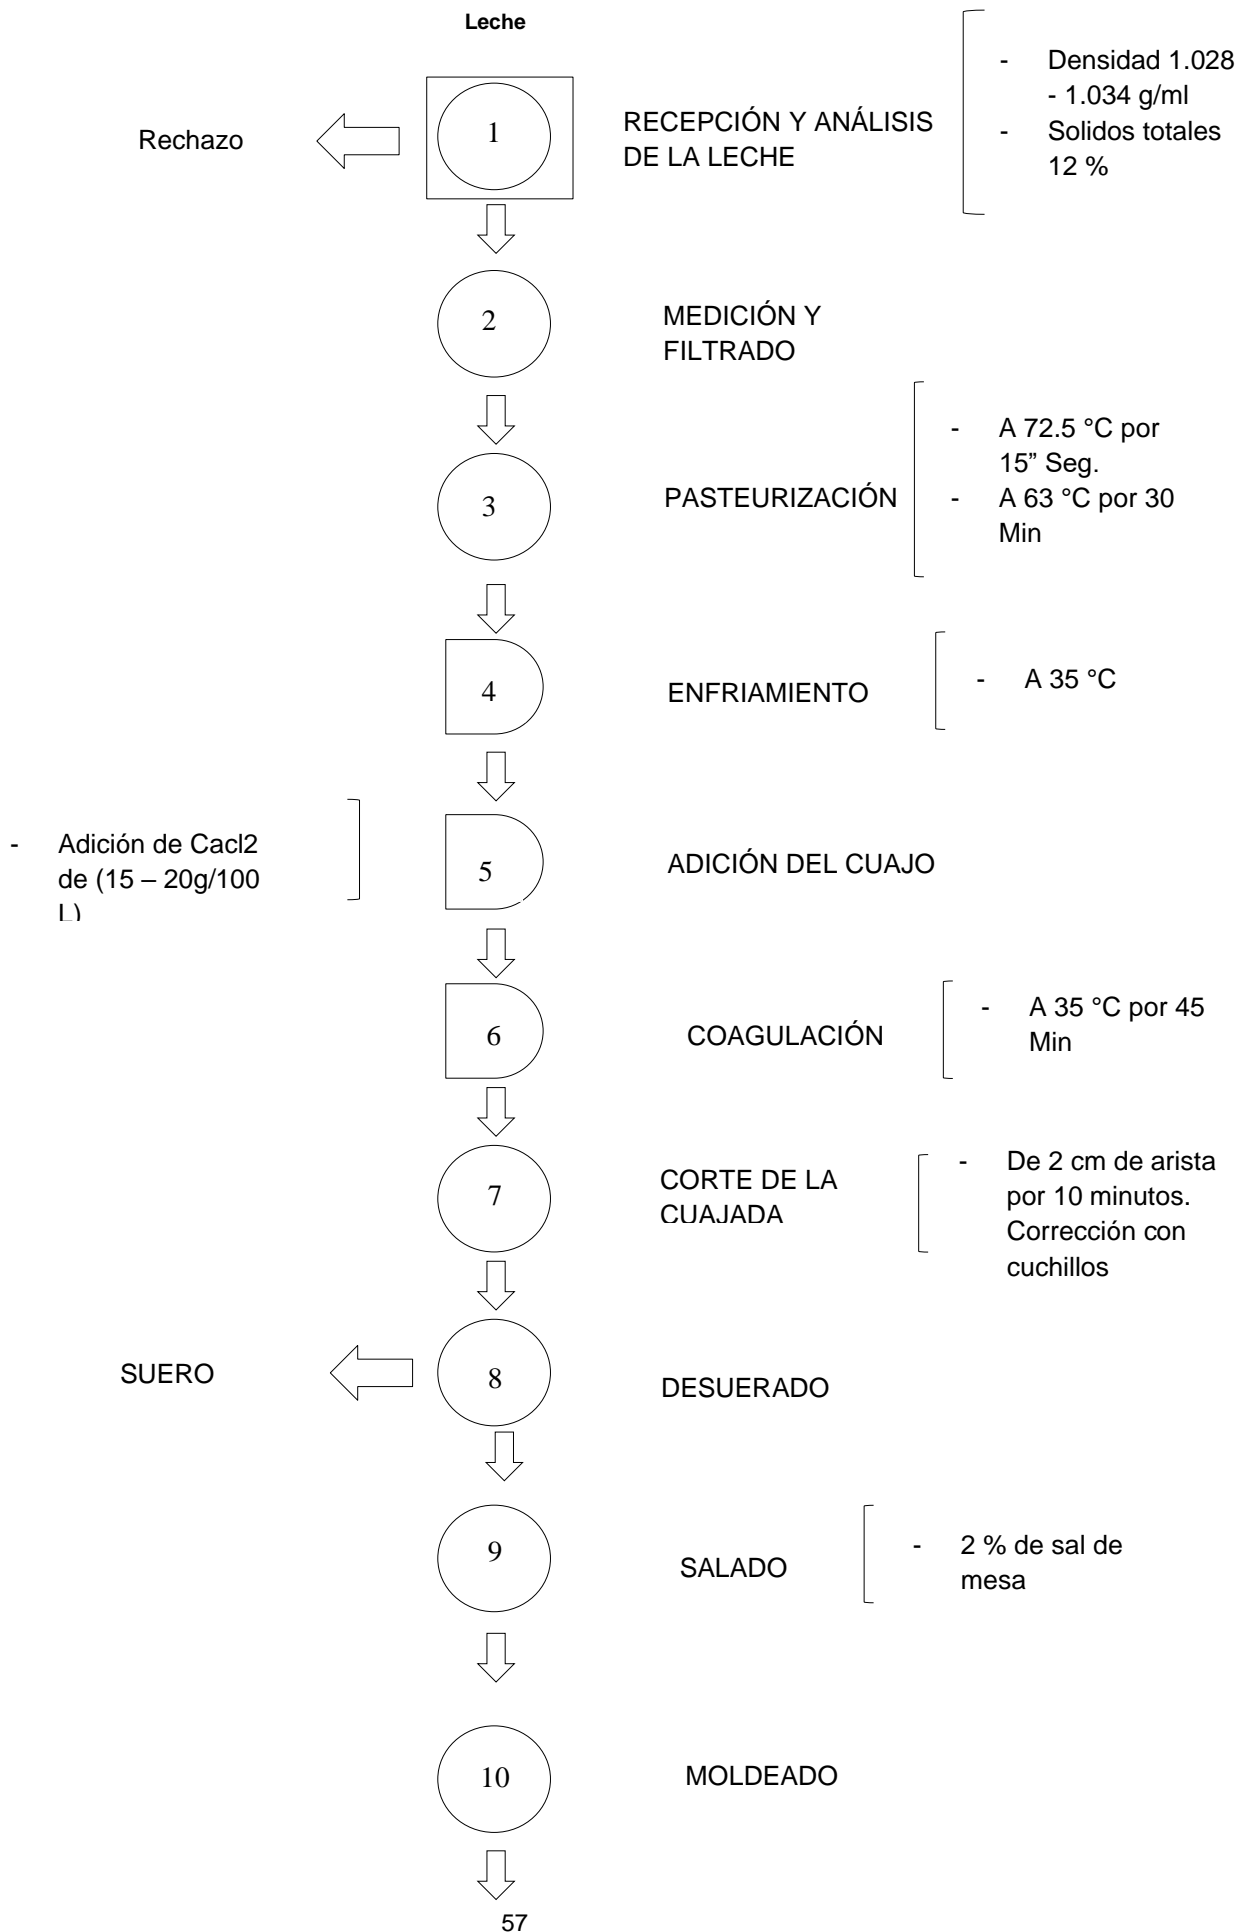 Leche
Rechazo
1
RECEPCIÓN Y ANÁLISIS
DE LA LECHE
- Densidad 1.028
- 1.034 g/ml
- Solidos totales
12 %
2
MEDICIÓN Y
FILTRADO
3
PASTEURIZACIÓN
- A 72.5 °C por
15” Seg.
- A 63 °C por 30
Min
4
ENFRIAMIENTO
- A 35 °C
- Adición de Cacl2
de (15 – 20g/100
L)
5
ADICIÓN DEL CUAJO
6
COAGULACIÓN
- A 35 °C por 45
Min
7
CORTE DE LA
CUAJADA
- De 2 cm de arista
por 10 minutos.
Corrección con
cuchillos
SUERO
8
DESUERADO
9
SALADO
- 2 % de sal de
mesa
10
MOLDEADO
57